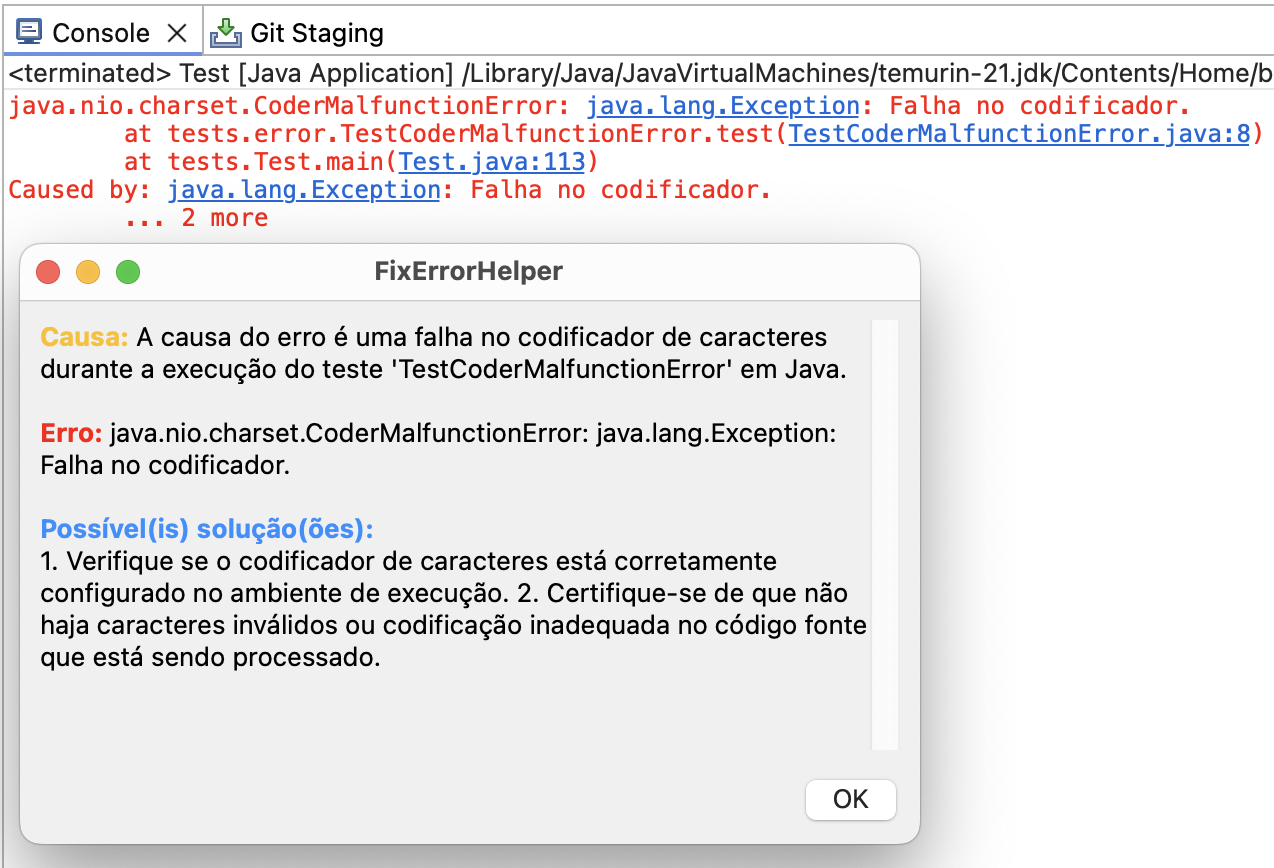 Console Git Staging
<terminated> Test [Java Application] /Library/Java/JavaVirtualMachines/temurin-21.jdk/Contents/Home/b
java.nio.charset.CoderMalfunctionError: java.lang.Exception: Falha no codificador.
at tests.error.TestCoderMalfunctionError.test(TestCoderMalfunctionError.java:8)
at tests.Test.main(Test.java:113)
Caused by: java.lang.Exception: Falha no codificador.
... 2 more
FixErrorHelper
Causa: A causa do erro é uma falha no codificador de caracteres
durante a execução do teste 'TestCoderMalfunctionError' em Java.
Erro: java.nio.charset.CoderMalfunctionError: java.lang.Exception:
Falha no codificador.
Possível(is) solução(ões):
1. Verifique se o codificador de caracteres está corretamente
configurado no ambiente de execução. 2. Certifique-se de que não
haja caracteres inválidos ou codificação inadequada no código fonte
que está sendo processado.
OK